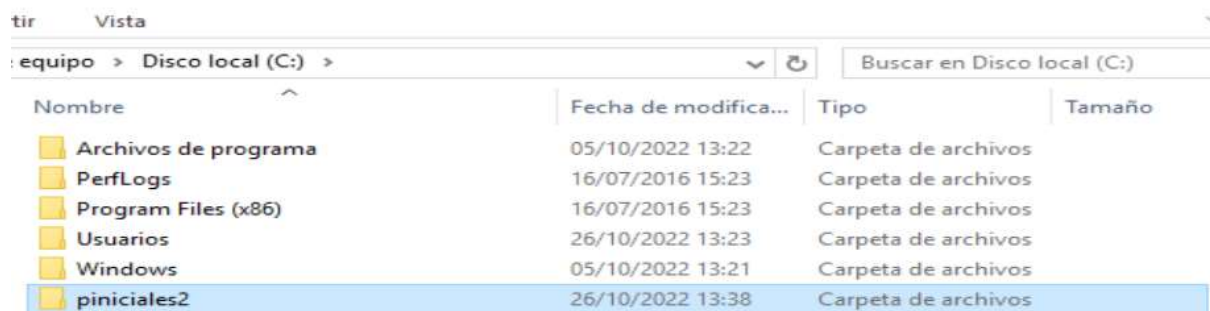 tir Vista
equipo > Disco local (C:) > Buscar en Disco local (C:)
Nombre Fecha de modifica... Tipo Tamaño
Archivos de programa 05/10/2022 13:22 Carpeta de archivos
PerfLogs 16/07/2016 15:23 Carpeta de archivos
Program Files (x86) 16/07/2016 15:23 Carpeta de archivos
Usuarios 26/10/2022 13:23 Carpeta de archivos
Windows 05/10/2022 13:21 Carpeta de archivos
piniciales2 26/10/2022 13:38 Carpeta de archivos